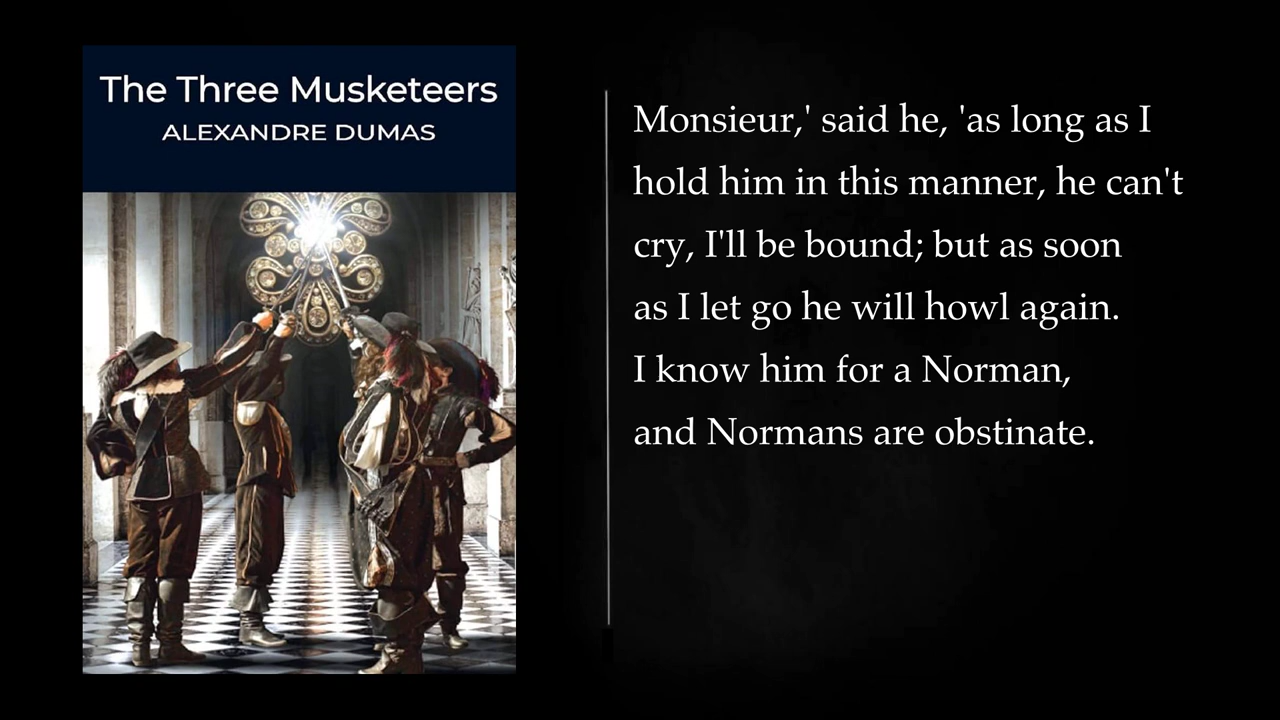 The Three Musketeers
ALEXANDRE DUMAS
Monsieur,' said he, 'as long as I
hold him in this manner, he can't
cry, I'll be bound; but as soon
as I let go he will howl again.
I know him for a Norman,
and Normans are obstinate.